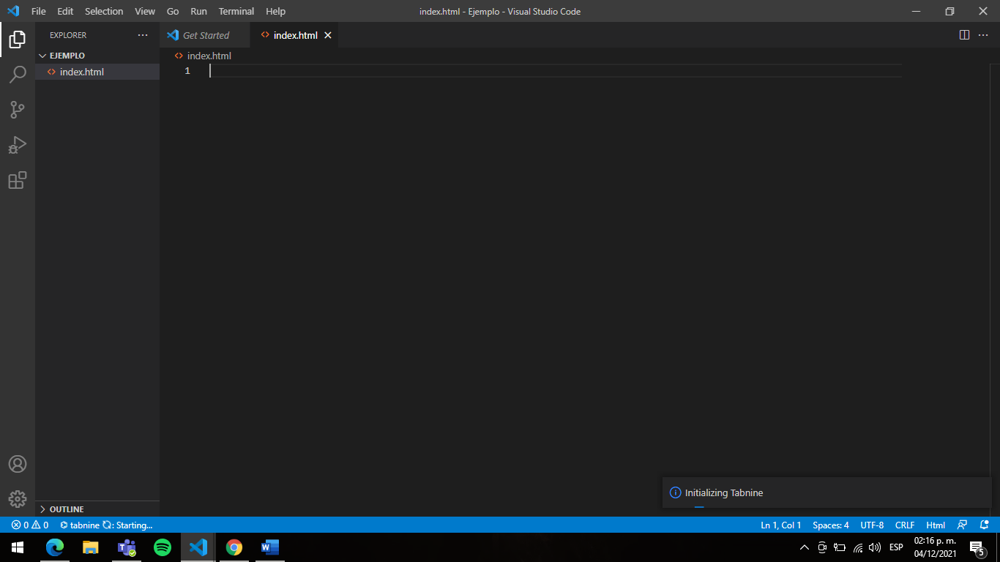 File Edit Selection View Go Run Terminal Help
index.html - Ejemplo - Visual Studio Code
EXPLORER
EJEMPLO
index.html
OUTLINE
Get Started
index.html
index.html
1
Initializing Tabnine
0 0 tabnine : Starting...
Ln 1, Col 1 Spaces: 4 UTF-8 CRLF Html
ESP
02:16 p. m.
04/12/2021
5